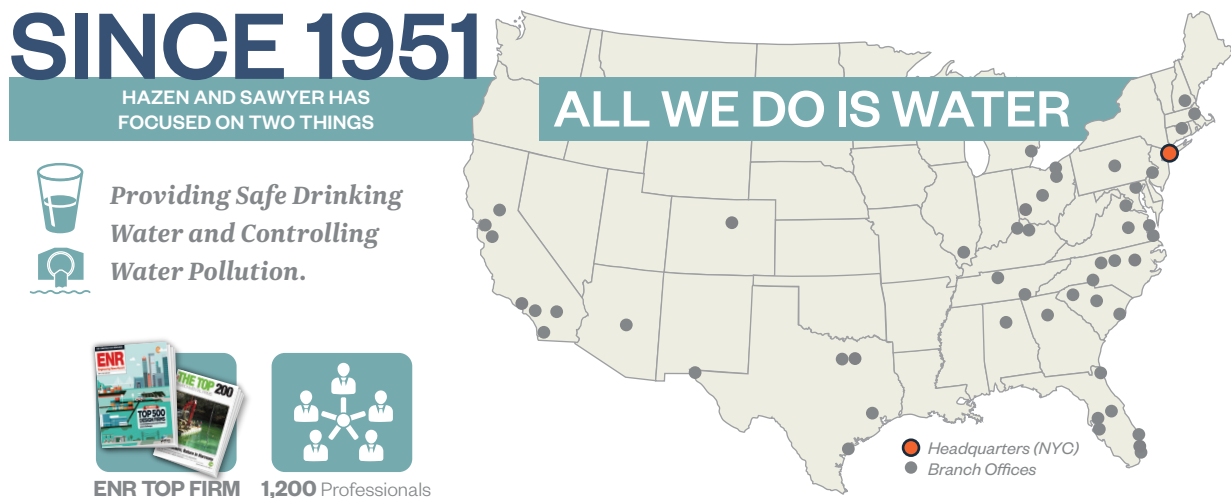 SINCE 1951
HAZEN AND SAWYER HAS
FOCUSED ON TWO THINGS
ALL WE DO IS WATER
Providing Safe Drinking
Water and Controlling
Water Pollution.
ENR
THE TOP 200
TOP 500
DESIGN FIRMS
ENR TOP FIRM
1,200 Professionals
Headquarters (NYC)
Branch Offices